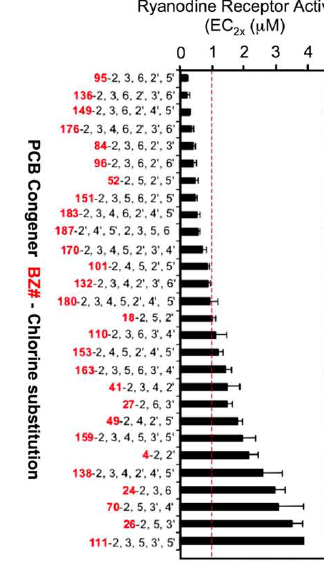 Ryanodine Receptor Activ
(EC2x (μM)
0 1 2 3 4
PCB Congener BZ# - Chlorine substitution
95-2, 3, 6, 2', 5'
136-2, 3, 6, 2', 3', 6'
149-2, 3, 6, 2', 4', 5'
176-2, 3, 4, 6, 2', 3', 6'
84-2, 3, 6, 2', 3'
96-2, 3, 6, 2', 6'
52-2, 5, 2', 5'
151-2, 3, 5, 6, 2', 5'
183-2, 3, 4, 6, 2', 4', 5'
187-2', 4', 5', 2, 3, 5, 6
170-2, 3, 4, 5, 2', 3', 4'
101-2, 4, 5, 2', 5'
132-2, 3, 4, 2', 3', 6'
180-2, 3, 4, 5, 2', 4', 5'
18-2, 5, 2'
110-2, 3, 6, 3', 4'
153-2, 4, 5, 2', 4', 5'
163-2, 3, 5, 6, 3', 4'
41-2, 3, 4, 2'
27-2, 6, 3'
49-2, 4, 2', 5'
159-2, 3, 4, 5, 3', 5'
4-2, 2'
138-2, 3, 4, 2', 4', 5'
24-2, 3, 6
70-2, 5, 3', 4'
26-2, 5, 3'
111-2, 3, 5, 3', 5'